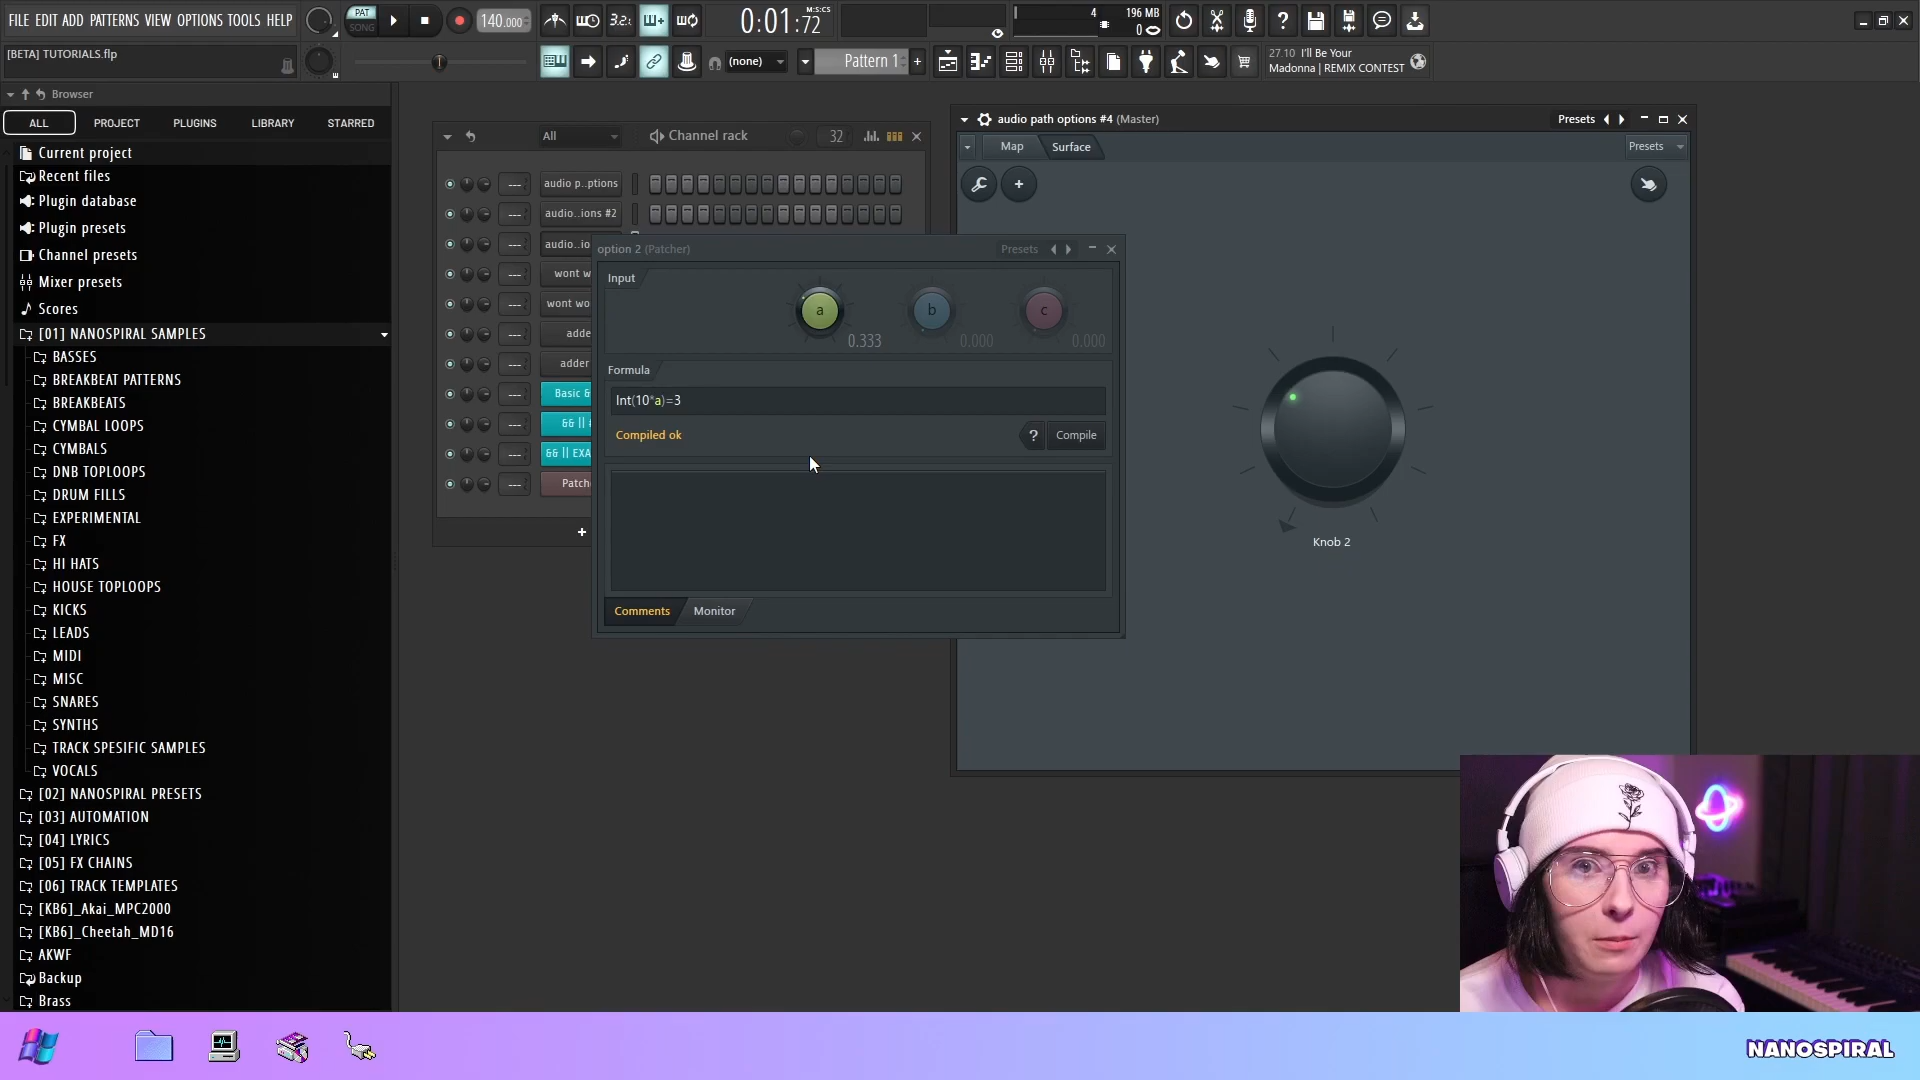 FILE EDIT ADD PATTERNS VIEW OPTIONS TOOLS HELP
PAT
SONG
140.000
3.2.
0:01:72
M:S:CS
4
196 MB
0
[BETA] TUTORIALS.flp
(none)
Pattern 1
27.10 I'll Be Your
Madonna | REMIX CONTEST
Browser
ALL
PROJECT
PLUGINS
LIBRARY
STARRED
Current project
Recent files
Plugin database
Plugin presets
Channel presets
Mixer presets
Scores
[01] NANOSPIRAL SAMPLES
BASSES
BREAKBEAT PATTERNS
BREAKBEATS
CYMBAL LOOPS
CYMBALS
DNB TOPLOOPS
DRUM FILLS
EXPERIMENTAL
FX
HI HATS
HOUSE TOPLOOPS
KICKS
LEADS
MIDI
MISC
SNARES
SYNTHS
TRACK SPESIFIC SAMPLES
VOCALS
[02] NANOSPIRAL PRESETS
[03] AUTOMATION
[04] LYRICS
[05] FX CHAINS
[06] TRACK TEMPLATES
[KB6]_Akai_MPC2000
[KB6]_Cheetah_MD16
AKWF
Backup
Brass
All
Channel rack
32
--- audio p..ptions
--- audio..ions #2
--- audio..io
--- wont w
--- wont wo
--- adde
--- adder
--- Basic &
--- && ||
--- && || EXA
--- Patch
+
option 2 (Patcher)
Presets
Input
a
b
c
0.333
0.000
0.000
Formula
Int(10*a)=3
Compiled ok
?
Compile
Comments
Monitor
audio path options #4 (Master)
Presets
Map
Surface
Presets
Knob 2
NANOSPIRAL